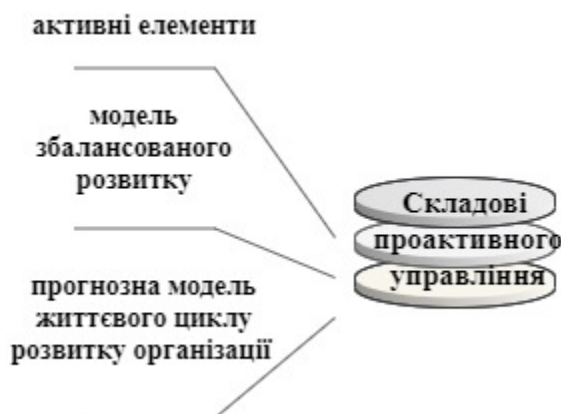 активні елементи
модель
збалансованого
розвитку
прогнозна модель
життєвого циклу
розвитку організації
Складові
проактивного
управління